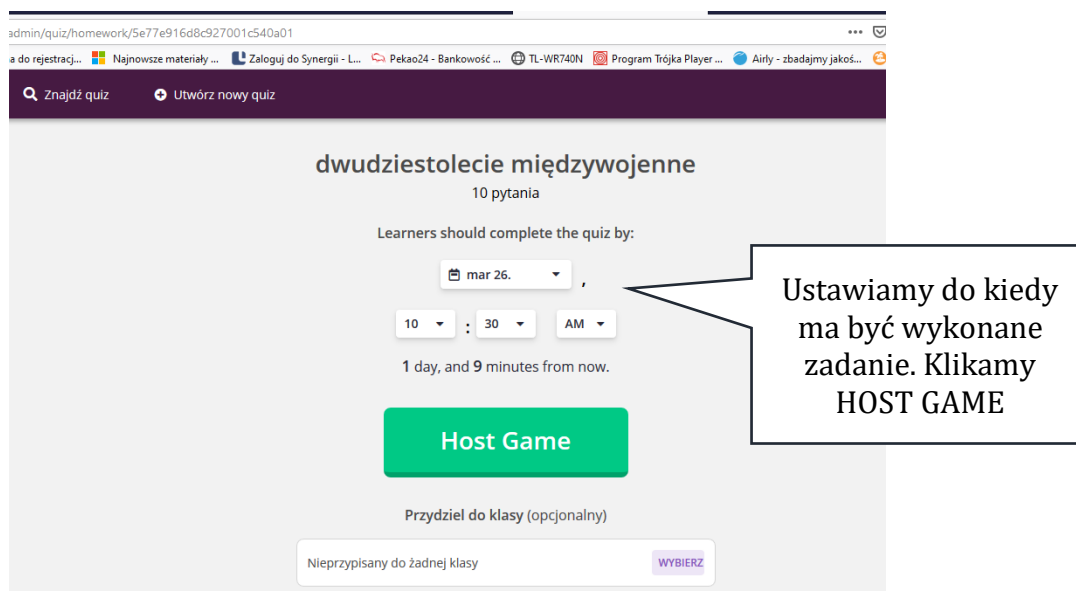 admin/quiz/homework/5e77e916d8c927001c540a01
a do rejestracj... Najnowsze materiały ... Zaloguj do Synergii - L... Pekao24 - Bankowość ... TL-WR740N Program Trójka Player ... Airly - zbadajmy jakoś...
Znajdź quiz Utwórz nowy quiz
dwudziestolecie międzywojenne
10 pytania
Learners should complete the quiz by:
mar 26. ,
10 : 30 AM
1 day, and 9 minutes from now.
Host Game
Przydziel do klasy (opcjonalny)
Nieprzypisany do żadnej klasy WYBIERZ
Ustawiamy do kiedy
ma być wykonane
zadanie. Klikamy
HOST GAME